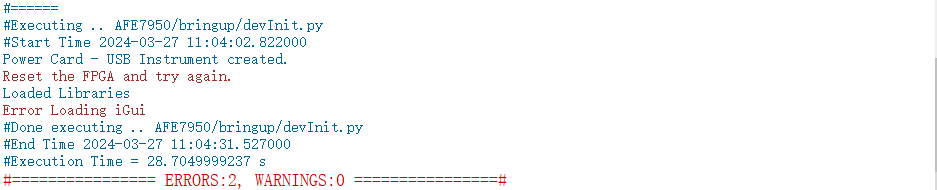 #======
#Executing .. AFE7950/bringup/devInit.py
#Start Time 2024-03-27 11:04:02.822000
Power Card - USB Instrument created.
Reset the FPGA and try again.
Loaded Libraries
Error Loading iGui
#Done executing .. AFE7950/bringup/devInit.py
#End Time 2024-03-27 11:04:31.527000
#Execution Time = 28.7049999237 s
#================ ERRORS:2, WARNINGS:0 ================#